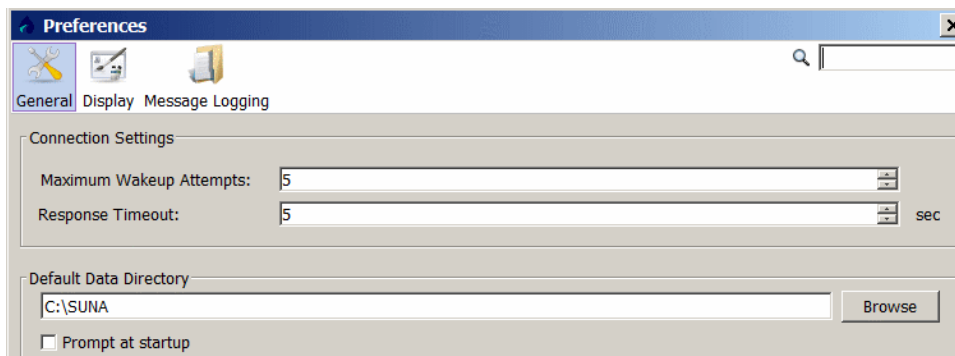 Preferences
General Display Message Logging
Connection Settings
Maximum Wakeup Attempts: 5
Response Timeout: 5 sec
Default Data Directory
C:\SUNA Browse
Prompt at startup